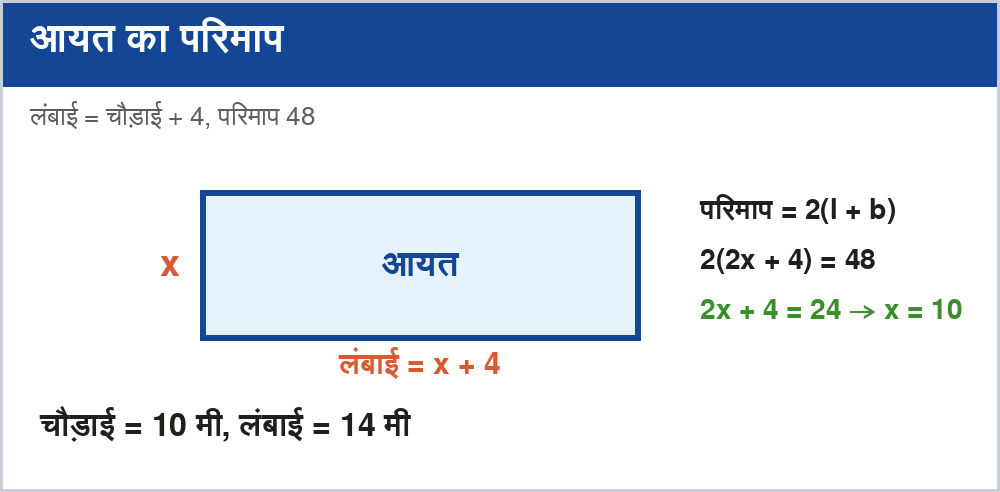 आयत का परिमाप
लंबाई = चौड़ाई + 4, परिमाप 48
x
आयत
लंबाई = x + 4
परिमाप = 2(l + b)
2(2x + 4) = 48
2x + 4 = 24 → x = 10
चौड़ाई = 10 मी, लंबाई = 14 मी